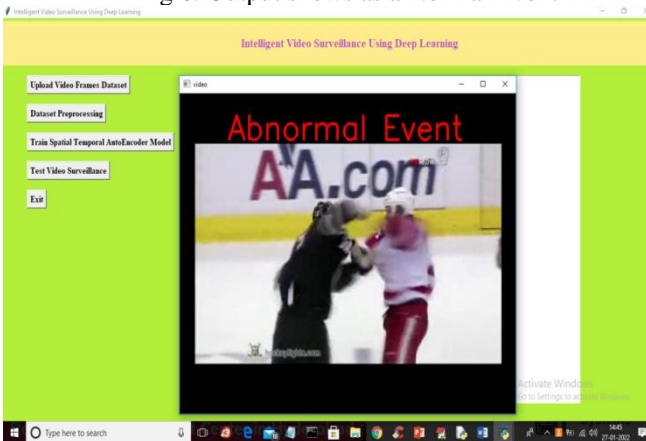 Intelligent Video Surveillance Using Deep Learning
Intelligent Video Surveillance Using Deep Learning
Upload Video Frames Dataset
Dataset Preprocessing
Train Spatial Temporal AutoEncoder Model
Test Video Surveillance
Exit
video
Abnormal Event
AA.com
hockeyfights.com
Activate Windows
Go to Settings to activate Windows.
Type here to search
14:45
27-01-2022